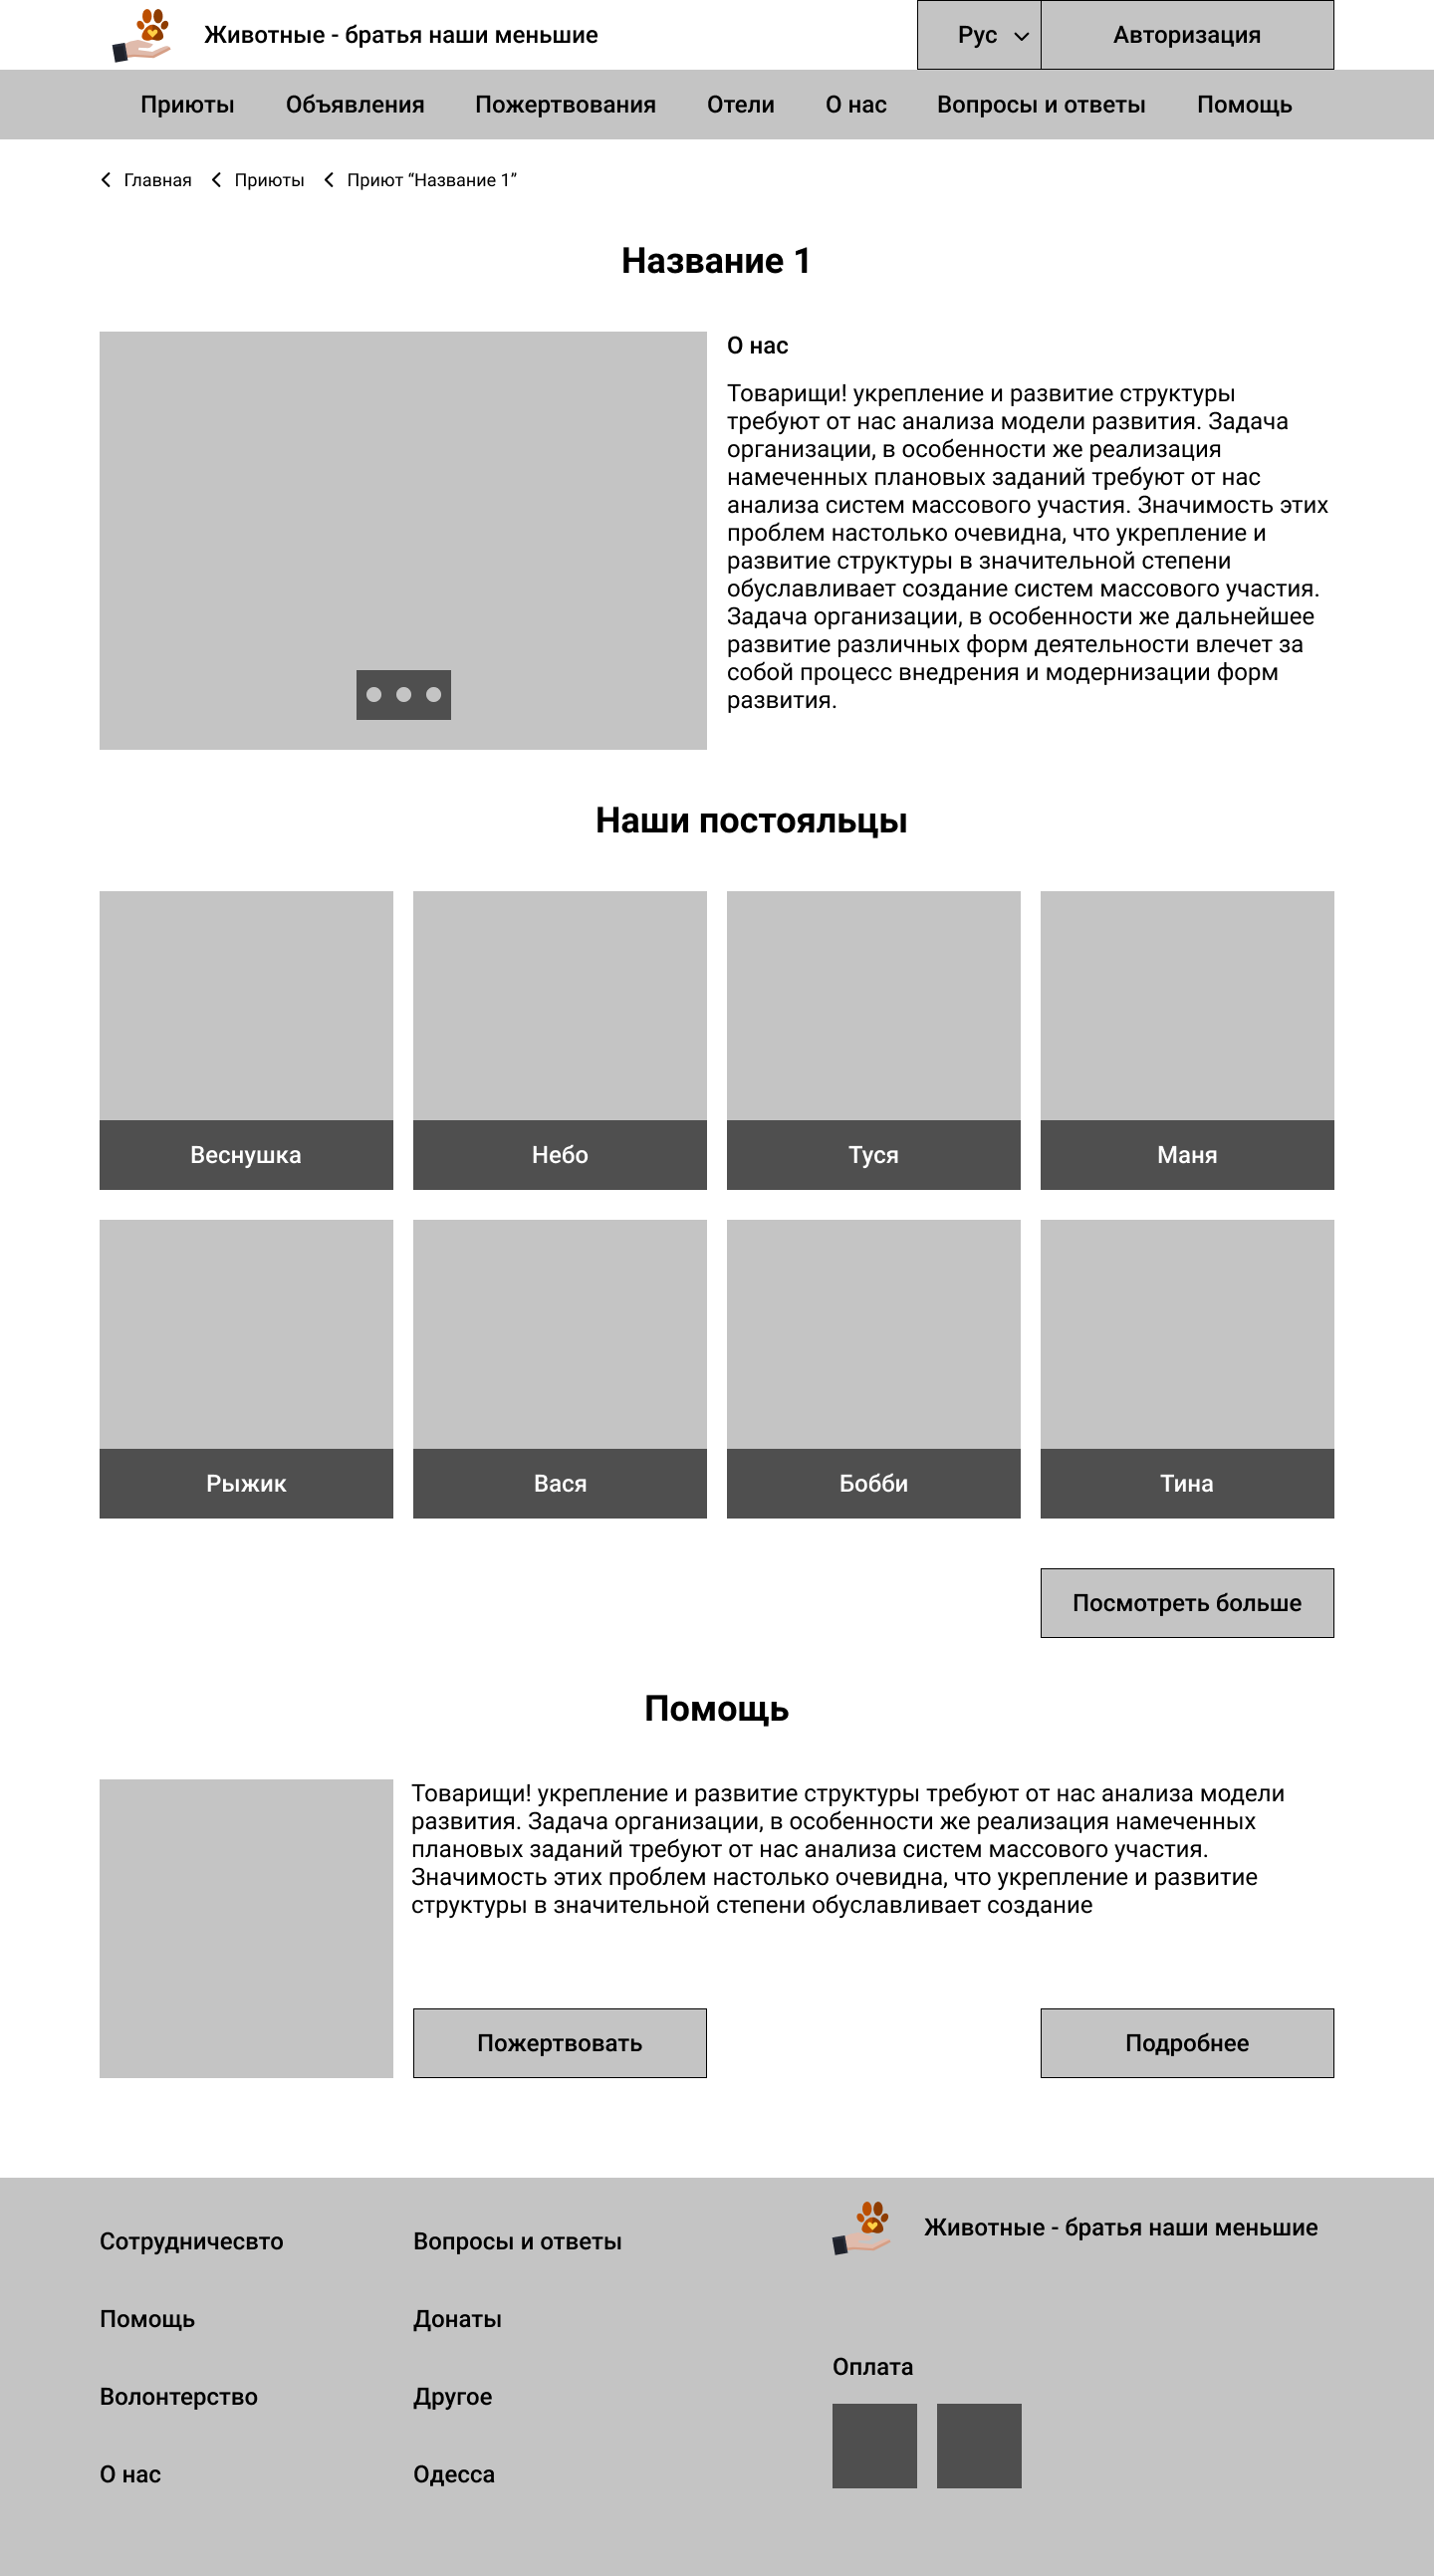 Животные - братья наши меньшие
Рус
Авторизация
Приюты
Объявления
Пожертвования
Отели
О нас
Вопросы и ответы
Помощь
Главная
Приюты
Приют “Название 1”
Название 1
О нас
Товарищи! укрепление и развитие структуры
требуют от нас анализа модели развития. Задача
организации, в особенности же реализация
намеченных плановых заданий требуют от нас
анализа систем массового участия. Значимость этих
проблем настолько очевидна, что укрепление и
развитие структуры в значительной степени
обуславливает создание систем массового участия.
Задача организации, в особенности же дальнейшее
развитие различных форм деятельности влечет за
собой процесс внедрения и модернизации форм
развития.
Наши постояльцы
Веснушка
Небо
Туся
Маня
Рыжик
Вася
Бобби
Тина
Посмотреть больше
Помощь
Товарищи! укрепление и развитие структуры требуют от нас анализа модели
развития. Задача организации, в особенности же реализация намеченных
плановых заданий требуют от нас анализа систем массового участия.
Значимость этих проблем настолько очевидна, что укрепление и развитие
структуры в значительной степени обуславливает создание
Пожертвовать
Подробнее
Сотрудничесвто
Помощь
Волонтерство
О нас
Вопросы и ответы
Донаты
Другое
Одесса
Животные - братья наши меньшие
Оплата